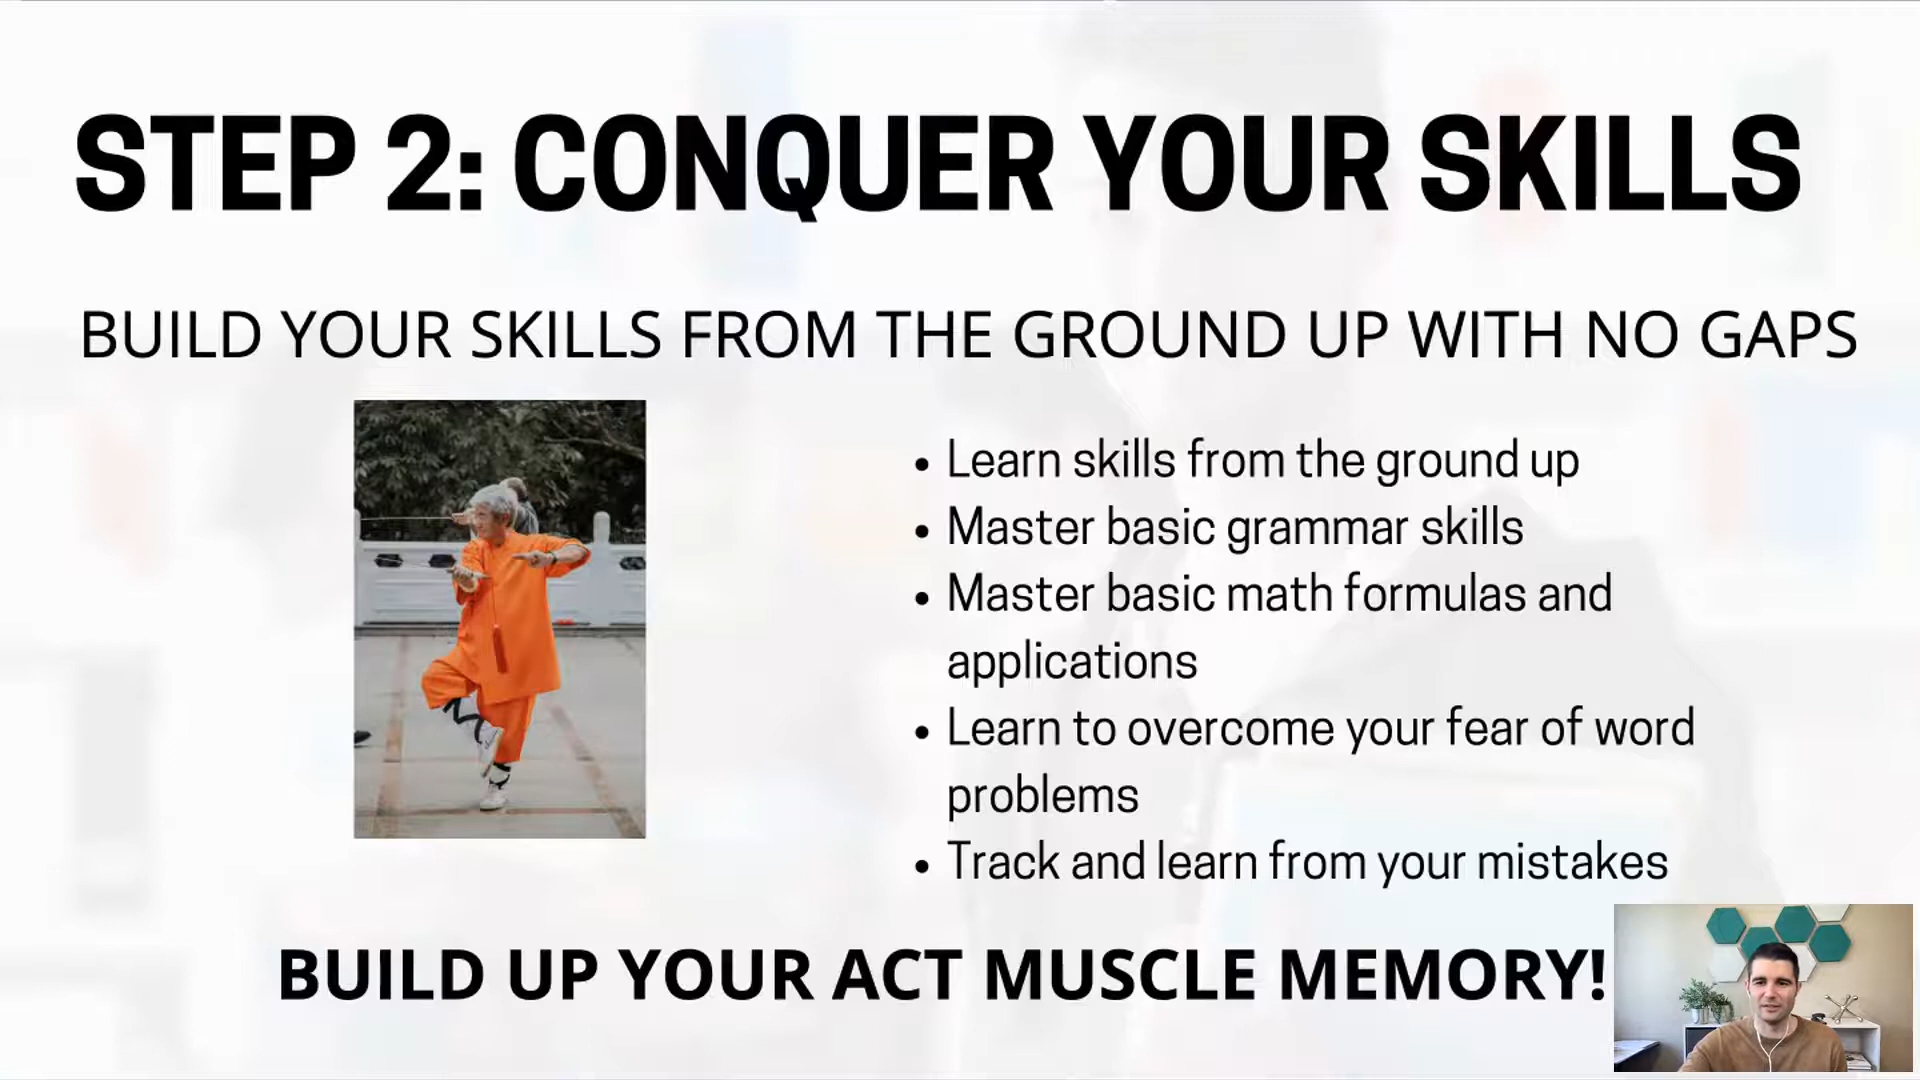 STEP 2: CONQUER YOUR SKILLS
BUILD YOUR SKILLS FROM THE GROUND UP WITH NO GAPS
• Learn skills from the ground up
• Master basic grammar skills
• Master basic math formulas and
applications
• Learn to overcome your fear of word
problems
• Track and learn from your mistakes
BUILD UP YOUR ACT MUSCLE MEMORY!